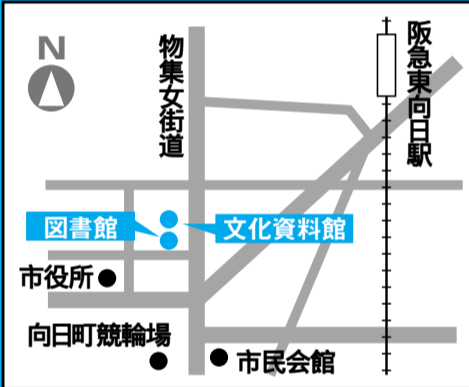 N
物集女街道
阪急東向日駅
図書館
文化資料館
市役所
向日町競輪場
市民会館